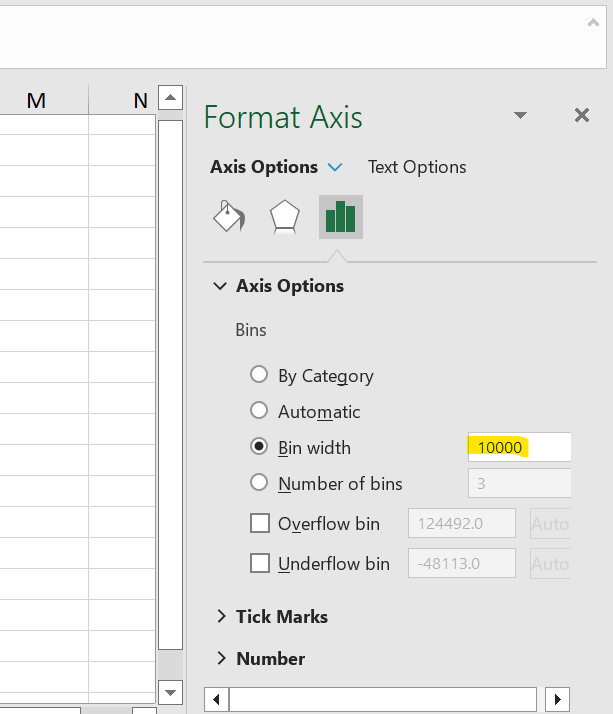 M N
Format Axis
Axis Options Text Options
Axis Options
Bins
By Category
Automatic
Bin width 10000
Number of bins 3
Overflow bin 124492.0 Auto
Underflow bin -48113.0 Auto
Tick Marks
Number